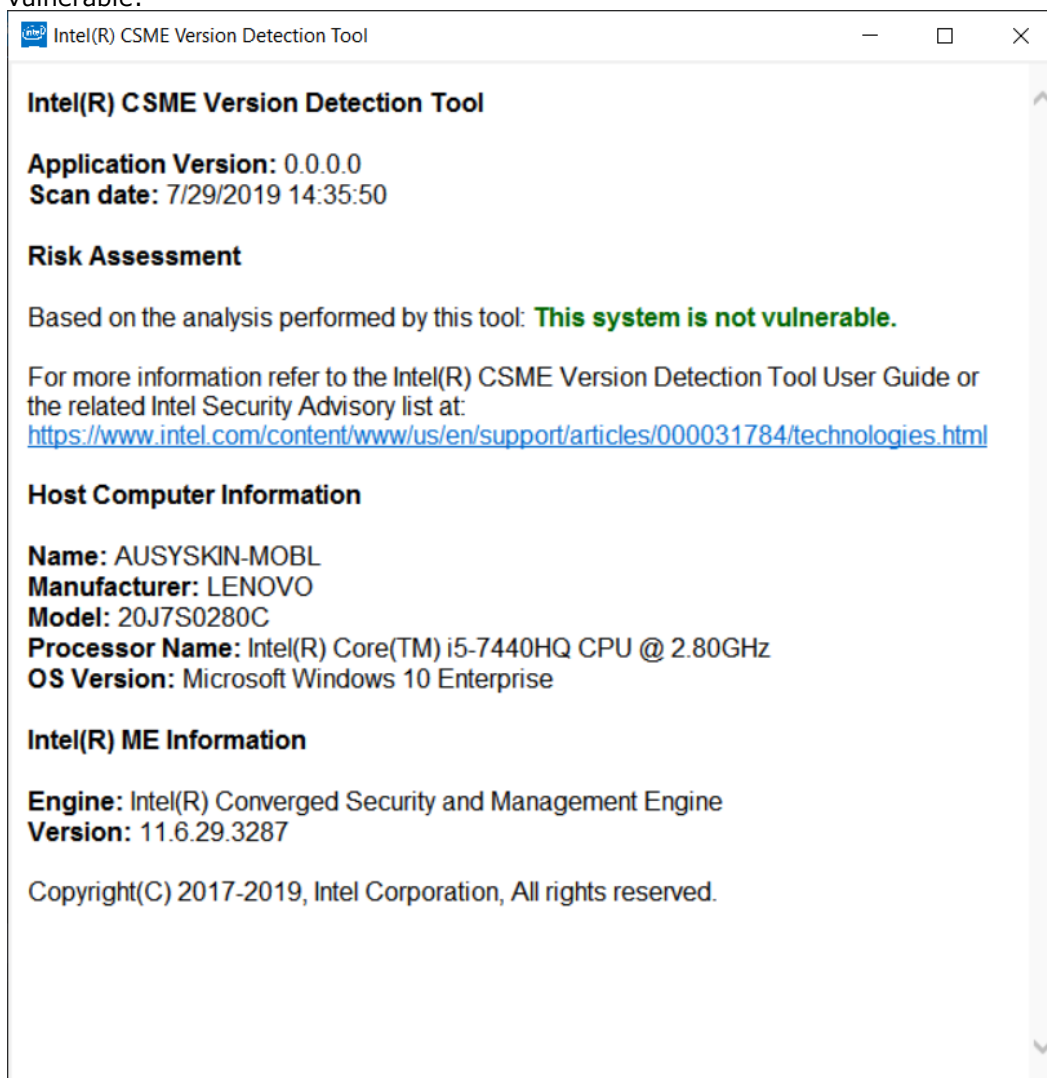 vulnerable.
intel Intel(R) CSME Version Detection Tool
Intel(R) CSME Version Detection Tool
Application Version: 0.0.0.0
Scan date: 7/29/2019 14:35:50
Risk Assessment
Based on the analysis performed by this tool: This system is not vulnerable.
For more information refer to the Intel(R) CSME Version Detection Tool User Guide or
the related Intel Security Advisory list at:
https://www.intel.com/content/www/us/en/support/articles/000031784/technologies.html
Host Computer Information
Name: AUSYSKIN-MOBL
Manufacturer: LENOVO
Model: 20J7S0280C
Processor Name: Intel(R) Core(TM) i5-7440HQ CPU @ 2.80GHz
OS Version: Microsoft Windows 10 Enterprise
Intel(R) ME Information
Engine: Intel(R) Converged Security and Management Engine
Version: 11.6.29.3287
Copyright(C) 2017-2019, Intel Corporation, All rights reserved.